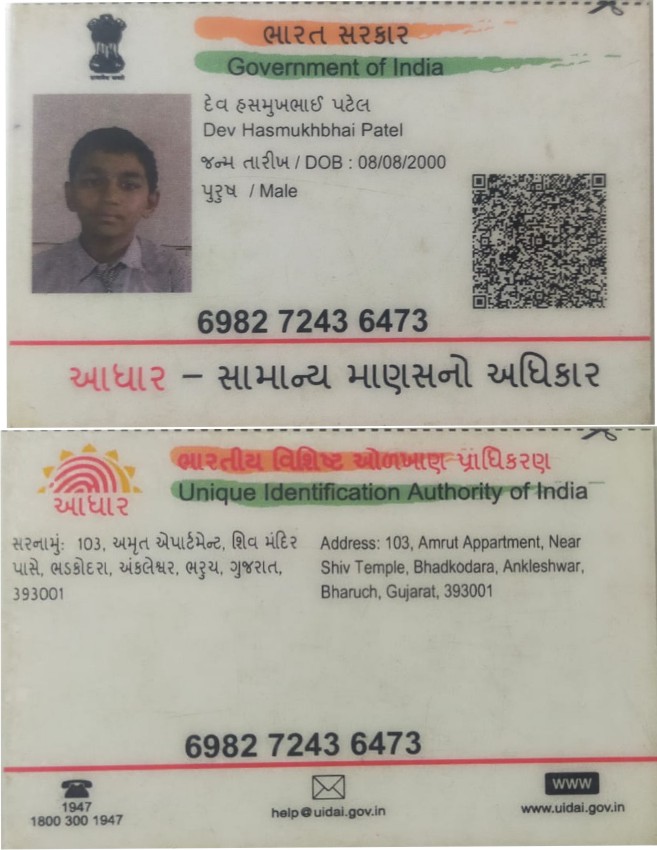 ભારત સરકાર
Government of India
દેવ હસમુખભાઈ પટેલ
Dev Hasmukhbhai Patel
જન્મ તારીખ / DOB : 08/08/2000
પુરુષ / Male
6982 7243 6473
આધાર – સામાન્ય માણસનો અધિકાર
ભારતીય વિશિષ્ટ ઓળખાણ પ્રાધિકરણ
Unique Identification Authority of India
આધાર
સરનામું: 103, અમૃત એપાર્ટમેન્ટ, શિવ મંદિર
પાસે, ભડકોદરા, અંકલેશ્વર, ભરુચ, ગુજરાત,
393001
Address: 103, Amrut Appartment, Near
Shiv Temple, Bhadkodara, Ankleshwar,
Bharuch, Gujarat, 393001
6982 7243 6473
1947
1800 300 1947
help@uidai.gov.in
WWW
www.uidai.gov.in